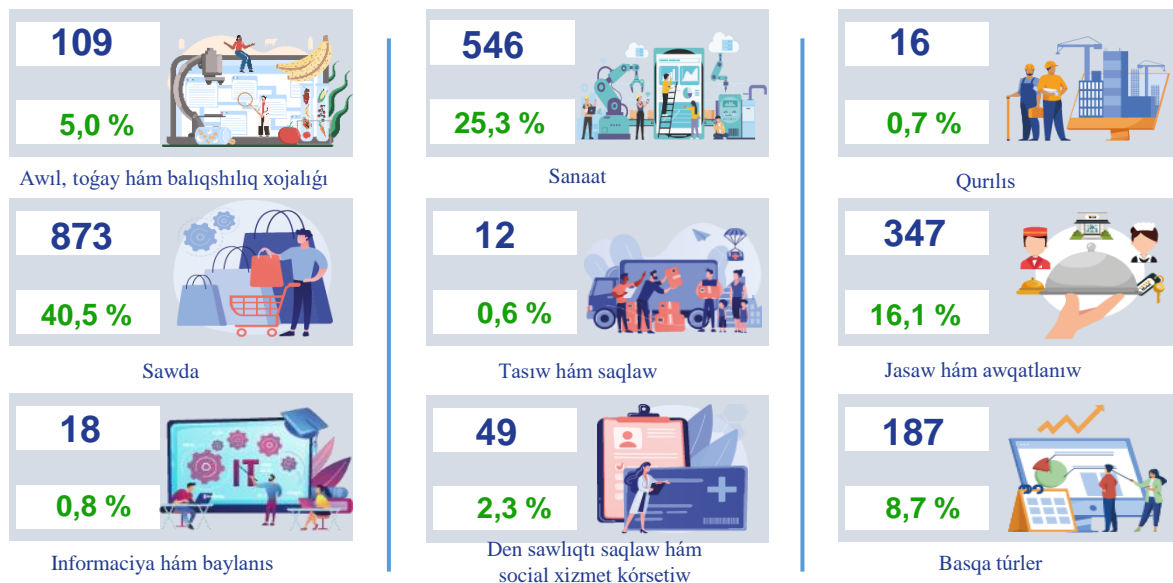 109
5,0 %
Awıl, toǵay hám balıqshılıq xojalıǵı
546
25,3 %
Sanaat
16
0,7 %
Qurılıs
873
40,5 %
Sawda
12
0,6 %
Tasıw hám saqlaw
347
16,1 %
Jasaw hám awqatlanıw
18
0,8 %
IT
Informaciya hám baylanıs
49
2,3 %
Den sawlıqtı saqlaw hám
social xizmet kórsetiw
187
8,7 %
Basqa túrler